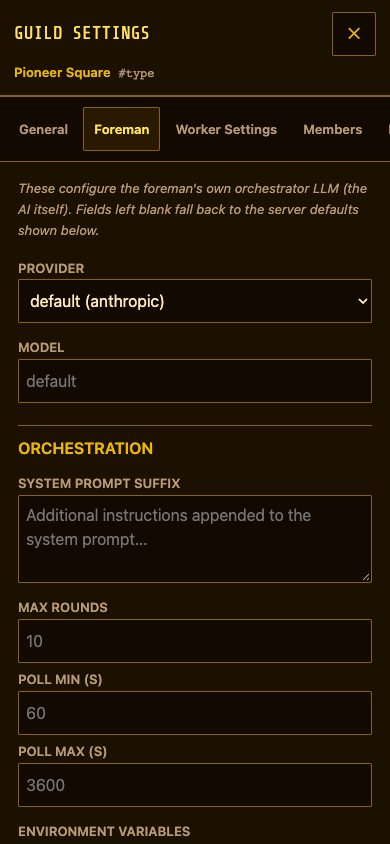 GUILD SETTINGS
×
Pioneer Square #type
General Foreman Worker Settings Members
These configure the foreman's own orchestrator LLM (the
AI itself). Fields left blank fall back to the server defaults
shown below.
PROVIDER
default (anthropic)
MODEL
default
ORCHESTRATION
SYSTEM PROMPT SUFFIX
Additional instructions appended to the
system prompt...
MAX ROUNDS
10
POLL MIN (S)
60
POLL MAX (S)
3600
ENVIRONMENT VARIABLES